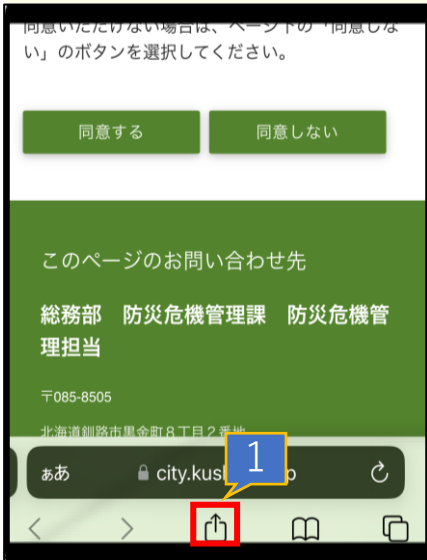 同意いただけない場合は、ページ下の「同意しな
い」のボタンを選択してください。
同意する
同意しない
このページのお問い合わせ先
総務部　防災危機管理課　防災危機管
理担当
〒085-8505
北海道釧路市黒金町８丁目２番地
ぁあ
city.kus
p
1